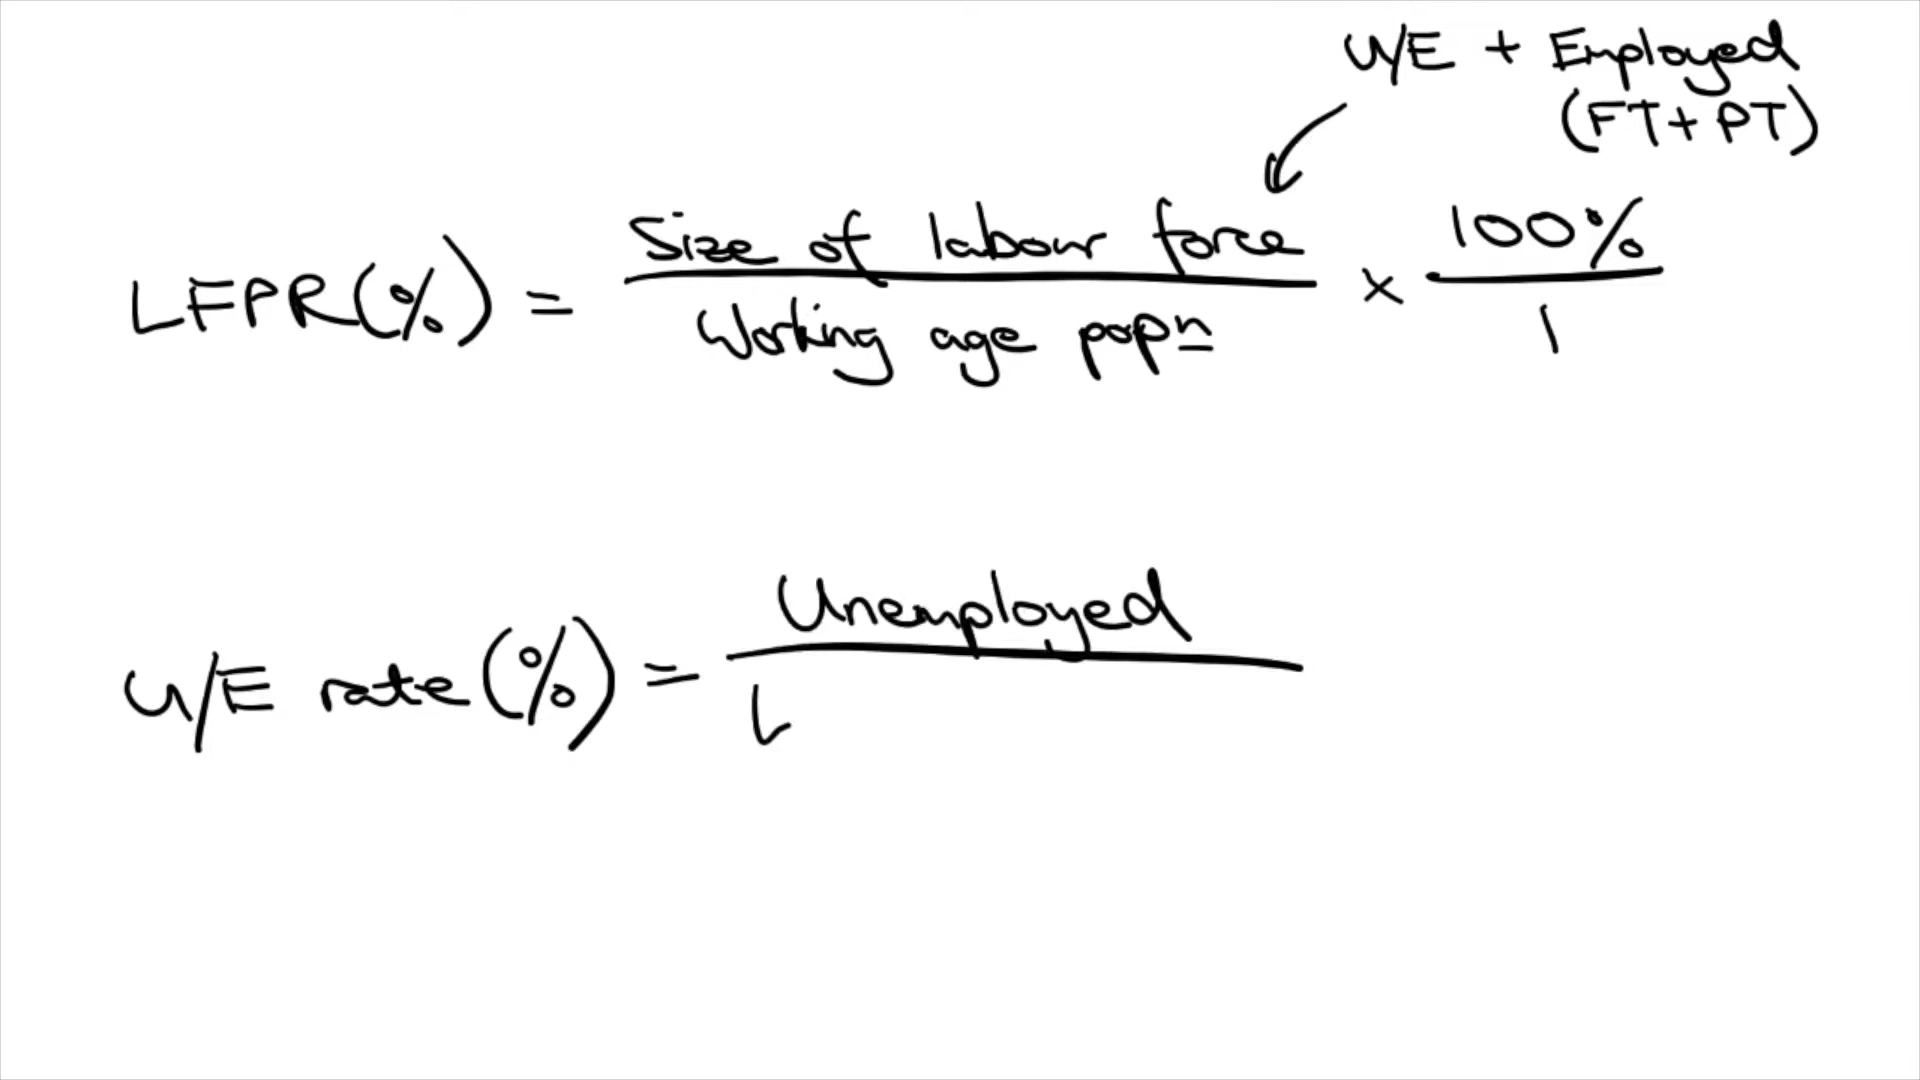 U/E + Employed
(FT + PT)
LFPR(%) = Size of labour force / Working age popn × 100% / 1
U/E rate (%) = Unemployed / L